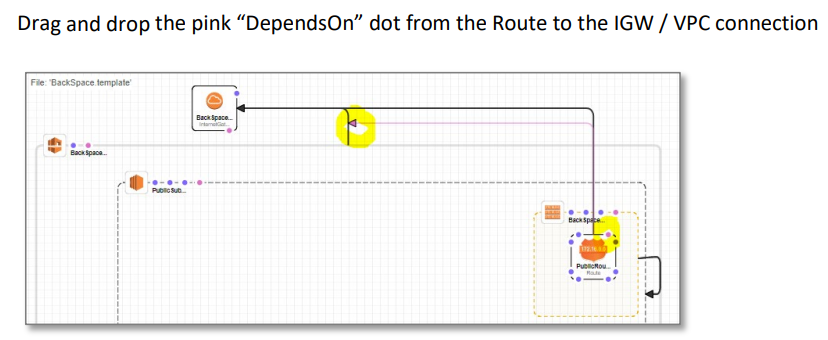 Drag and drop the pink “DependsOn” dot from the Route to the IGW / VPC connection
File: 'BackSpace.template'
BackSpace...
InternetGat...
BackSpace...
PublicSub...
BackSpace...
PublicRou...
Route